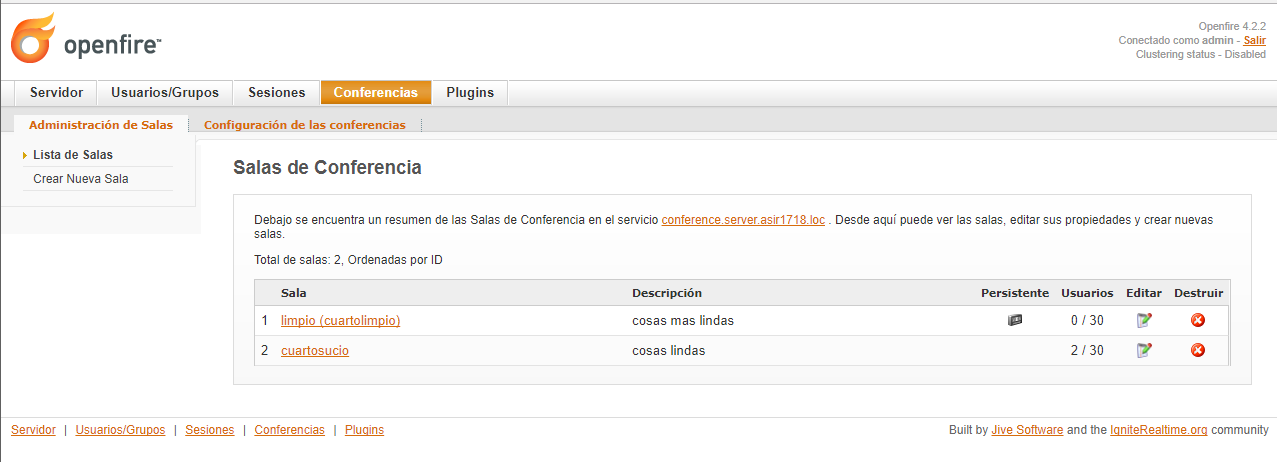 openfire™
Openfire 4.2.2
Conectado como admin - Salir
Clustering status - Disabled
Servidor Usuarios/Grupos Sesiones Conferencias Plugins
Administración de Salas Configuración de las conferencias
Lista de Salas
Crear Nueva Sala
Salas de Conferencia
Debajo se encuentra un resumen de las Salas de Conferencia en el servicio conference.server.asir1718.loc . Desde aquí puede ver las salas, editar sus propiedades y crear nuevas
salas.
Total de salas: 2, Ordenadas por ID
Sala Descripción Persistente Usuarios Editar Destruir
1 limpio (cuartolimpio) cosas mas lindas 0 / 30
2 cuartosucio cosas lindas 2 / 30
Servidor | Usuarios/Grupos | Sesiones | Conferencias | Plugins Built by Jive Software and the IgniteRealtime.org community